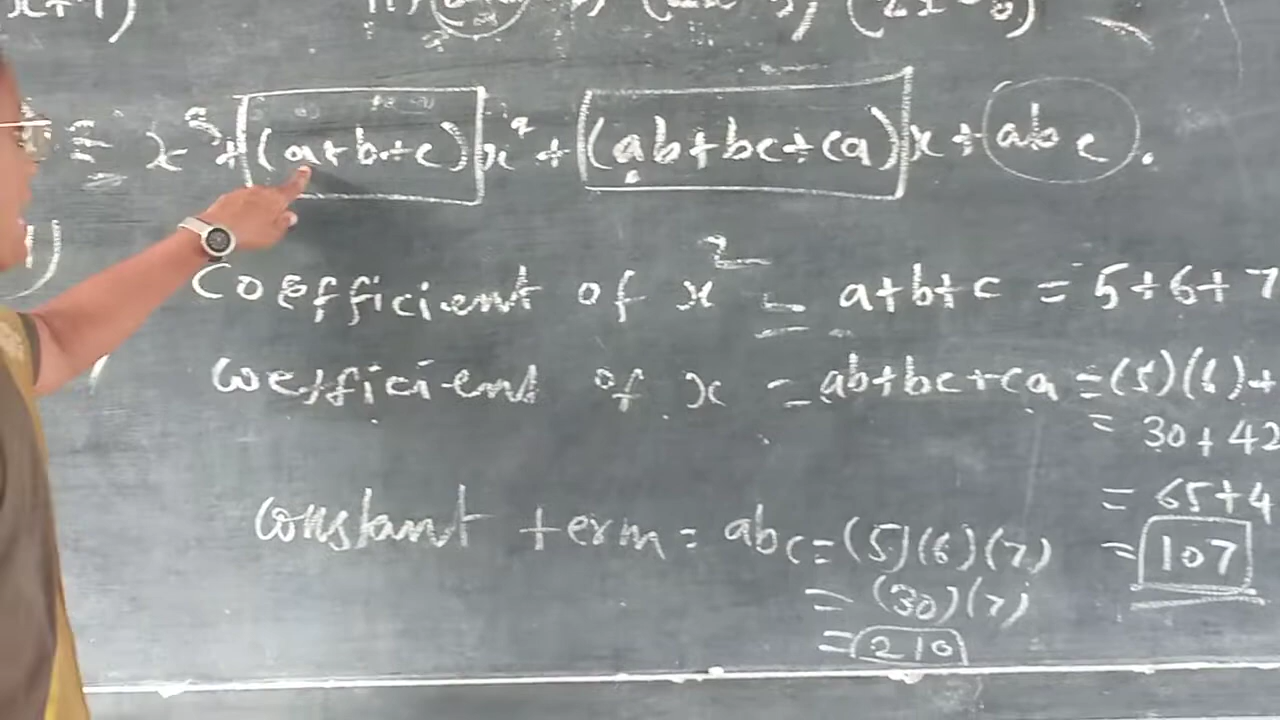 ≡ x³ + (a+b+c)x² + (ab+bc+ca)x + abc.
Coefficient of x² = a+b+c = 5+6+7
coefficient of x = ab+bc+ca = (5)(6)+
= 30+42
= 65+4
= 107
constant term = abc = (5)(6)(7)
= (30)(7)
= 210